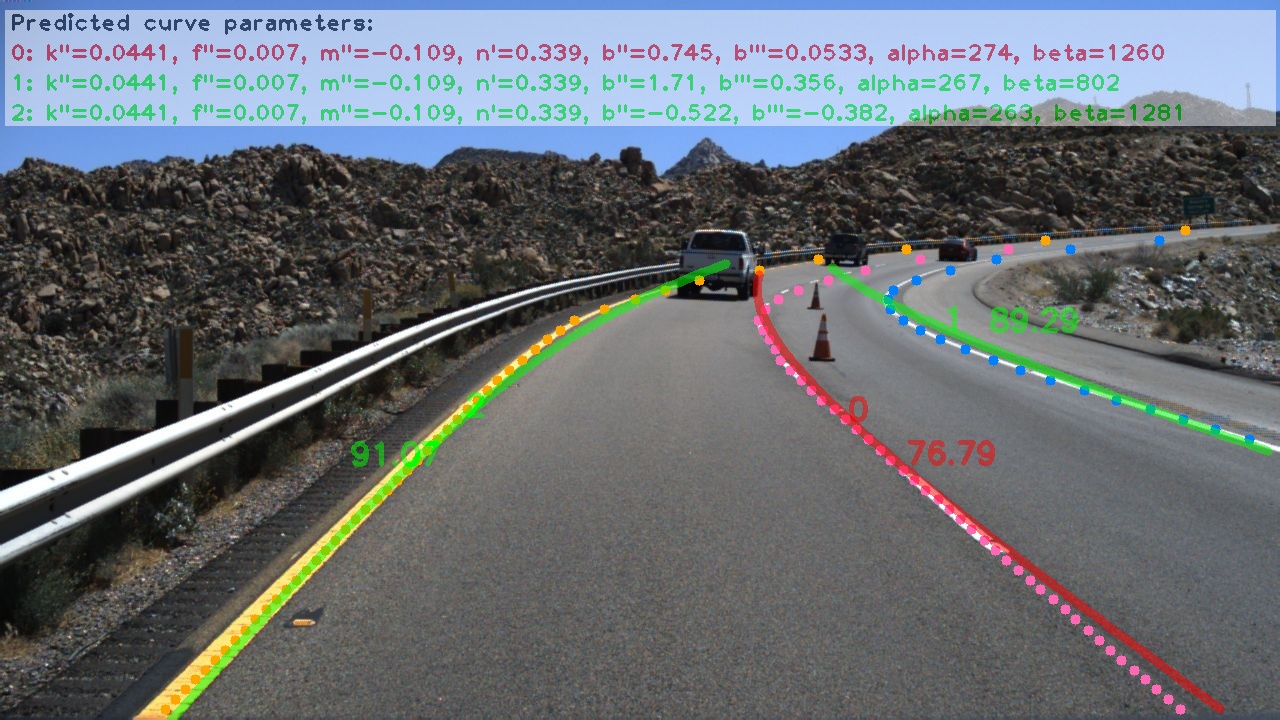 Predicted curve parameters:
0: k''=0.0441, f''=0.007, m''=-0.109, n'=0.339, b''=0.745, b'''=0.0533, alpha=274, beta=1260
1: k''=0.0441, f''=0.007, m''=-0.109, n'=0.339, b''=1.71, b'''=0.356, alpha=267, beta=802
2: k''=0.0441, f''=0.007, m''=-0.109, n'=0.339, b''=-0.522, b'''=-0.382, alpha=263, beta=1281
1 89.29
0
76.79